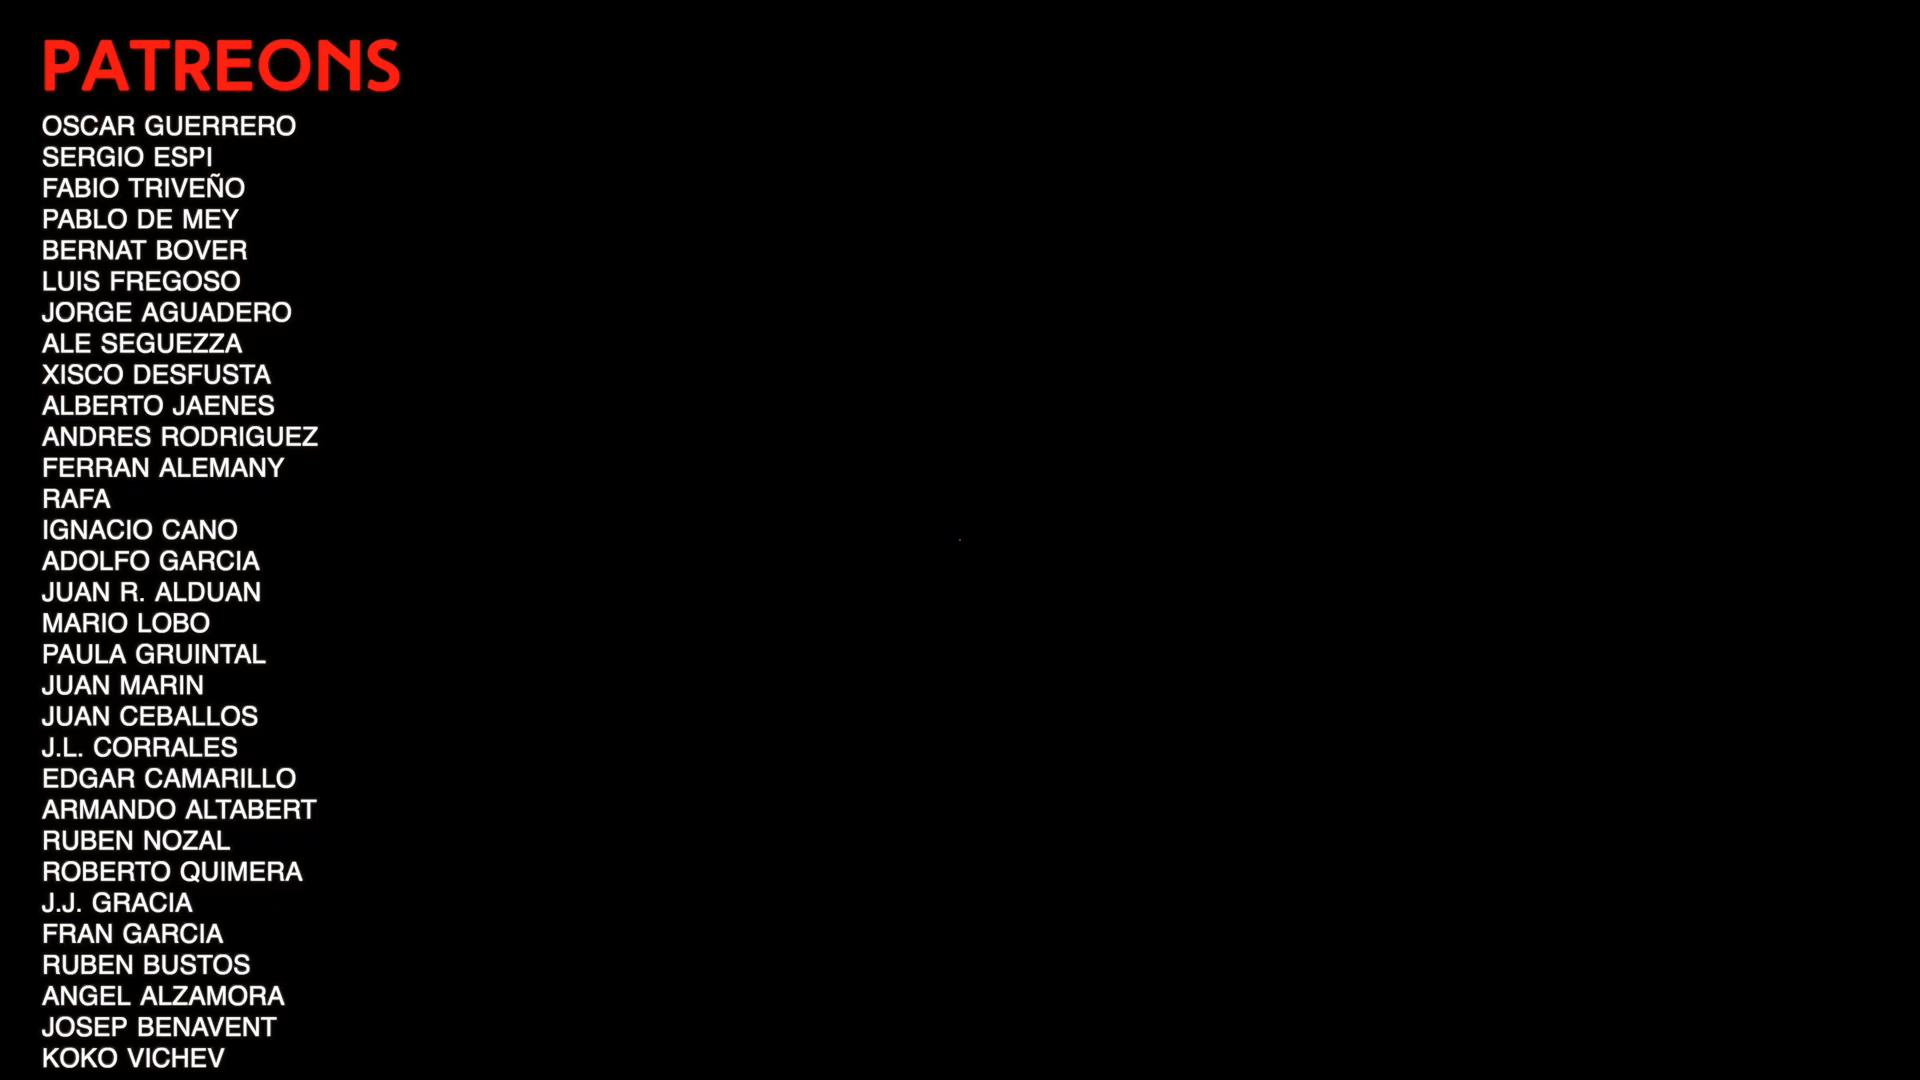 PATREONS
OSCAR GUERRERO
SERGIO ESPI
FABIO TRIVEÑO
PABLO DE MEY
BERNAT BOVER
LUIS FREGOSO
JORGE AGUADERO
ALE SEGUEZZA
XISCO DESFUSTA
ALBERTO JAENES
ANDRES RODRIGUEZ
FERRAN ALEMANY
RAFA
IGNACIO CANO
ADOLFO GARCIA
JUAN R. ALDUAN
MARIO LOBO
PAULA GRUINTAL
JUAN MARIN
JUAN CEBALLOS
J.L. CORRALES
EDGAR CAMARILLO
ARMANDO ALTABERT
RUBEN NOZAL
ROBERTO QUIMERA
J.J. GRACIA
FRAN GARCIA
RUBEN BUSTOS
ANGEL ALZAMORA
JOSEP BENAVENT
KOKO VICHEV